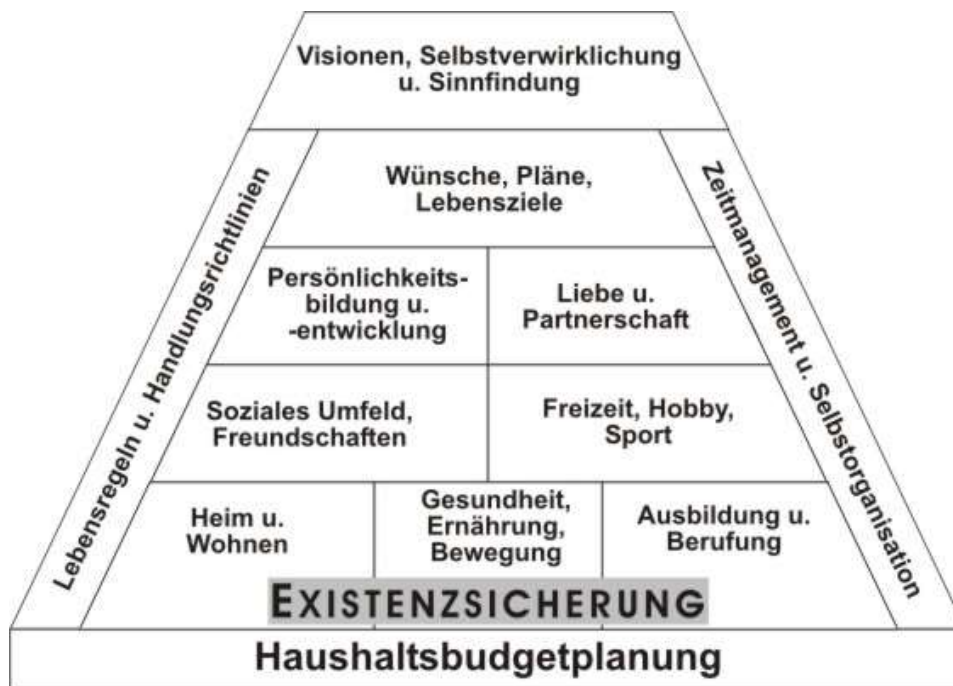 Visionen, Selbstverwirklichung
u. Sinnfindung
Lebensregeln u. Handlungsrichtlinien
Wünsche, Pläne,
Lebensziele
Zeitmanagement u. Selbstorganisation
Persönlichkeits-
bildung u.
-entwicklung
Liebe u.
Partnerschaft
Soziales Umfeld,
Freundschaften
Freizeit, Hobby,
Sport
Heim u.
Wohnen
Gesundheit,
Ernährung,
Bewegung
Ausbildung u.
Berufung
EXISTENZSICHERUNG
Haushaltsbudgetplanung